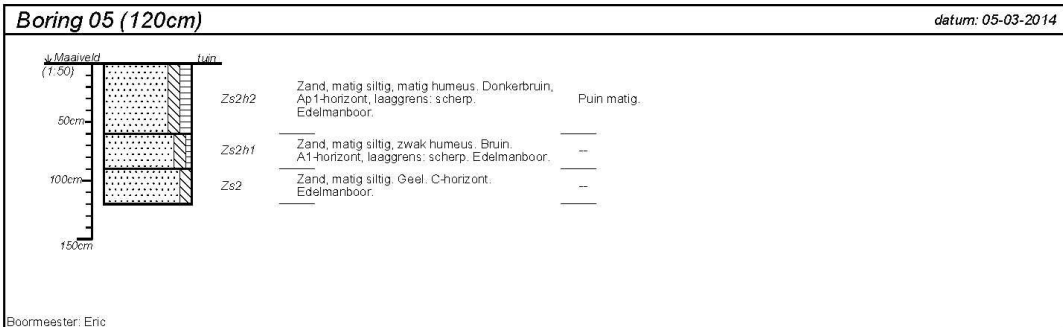 Boring 05 (120cm) datum: 05-03-2014
↓ Maaiveld tuin
(1:50)
Zs2h2 Zand, matig siltig, matig humeus. Donkerbruin, Ap1-horizont, laaggrens: scherp. Edelmanboor. Puin matig.
50cm
Zs2h1 Zand, matig siltig, zwak humeus. Bruin. A1-horizont, laaggrens: scherp. Edelmanboor. --
100cm
Zs2 Zand, matig siltig. Geel. C-horizont. Edelmanboor. --
150cm
Boormeester: Eric